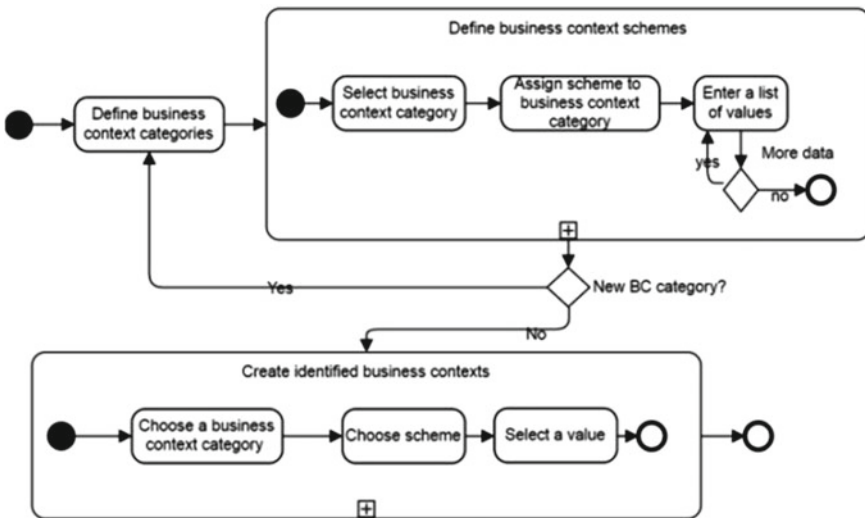 Define business context schemes
Define business
context categories
Select business
context category
Assign scheme to
business context
category
Enter a list
of values
yes
More data
no
Yes
New BC category?
No
Create identified business contexts
Choose a business
context category
Choose scheme
Select a value